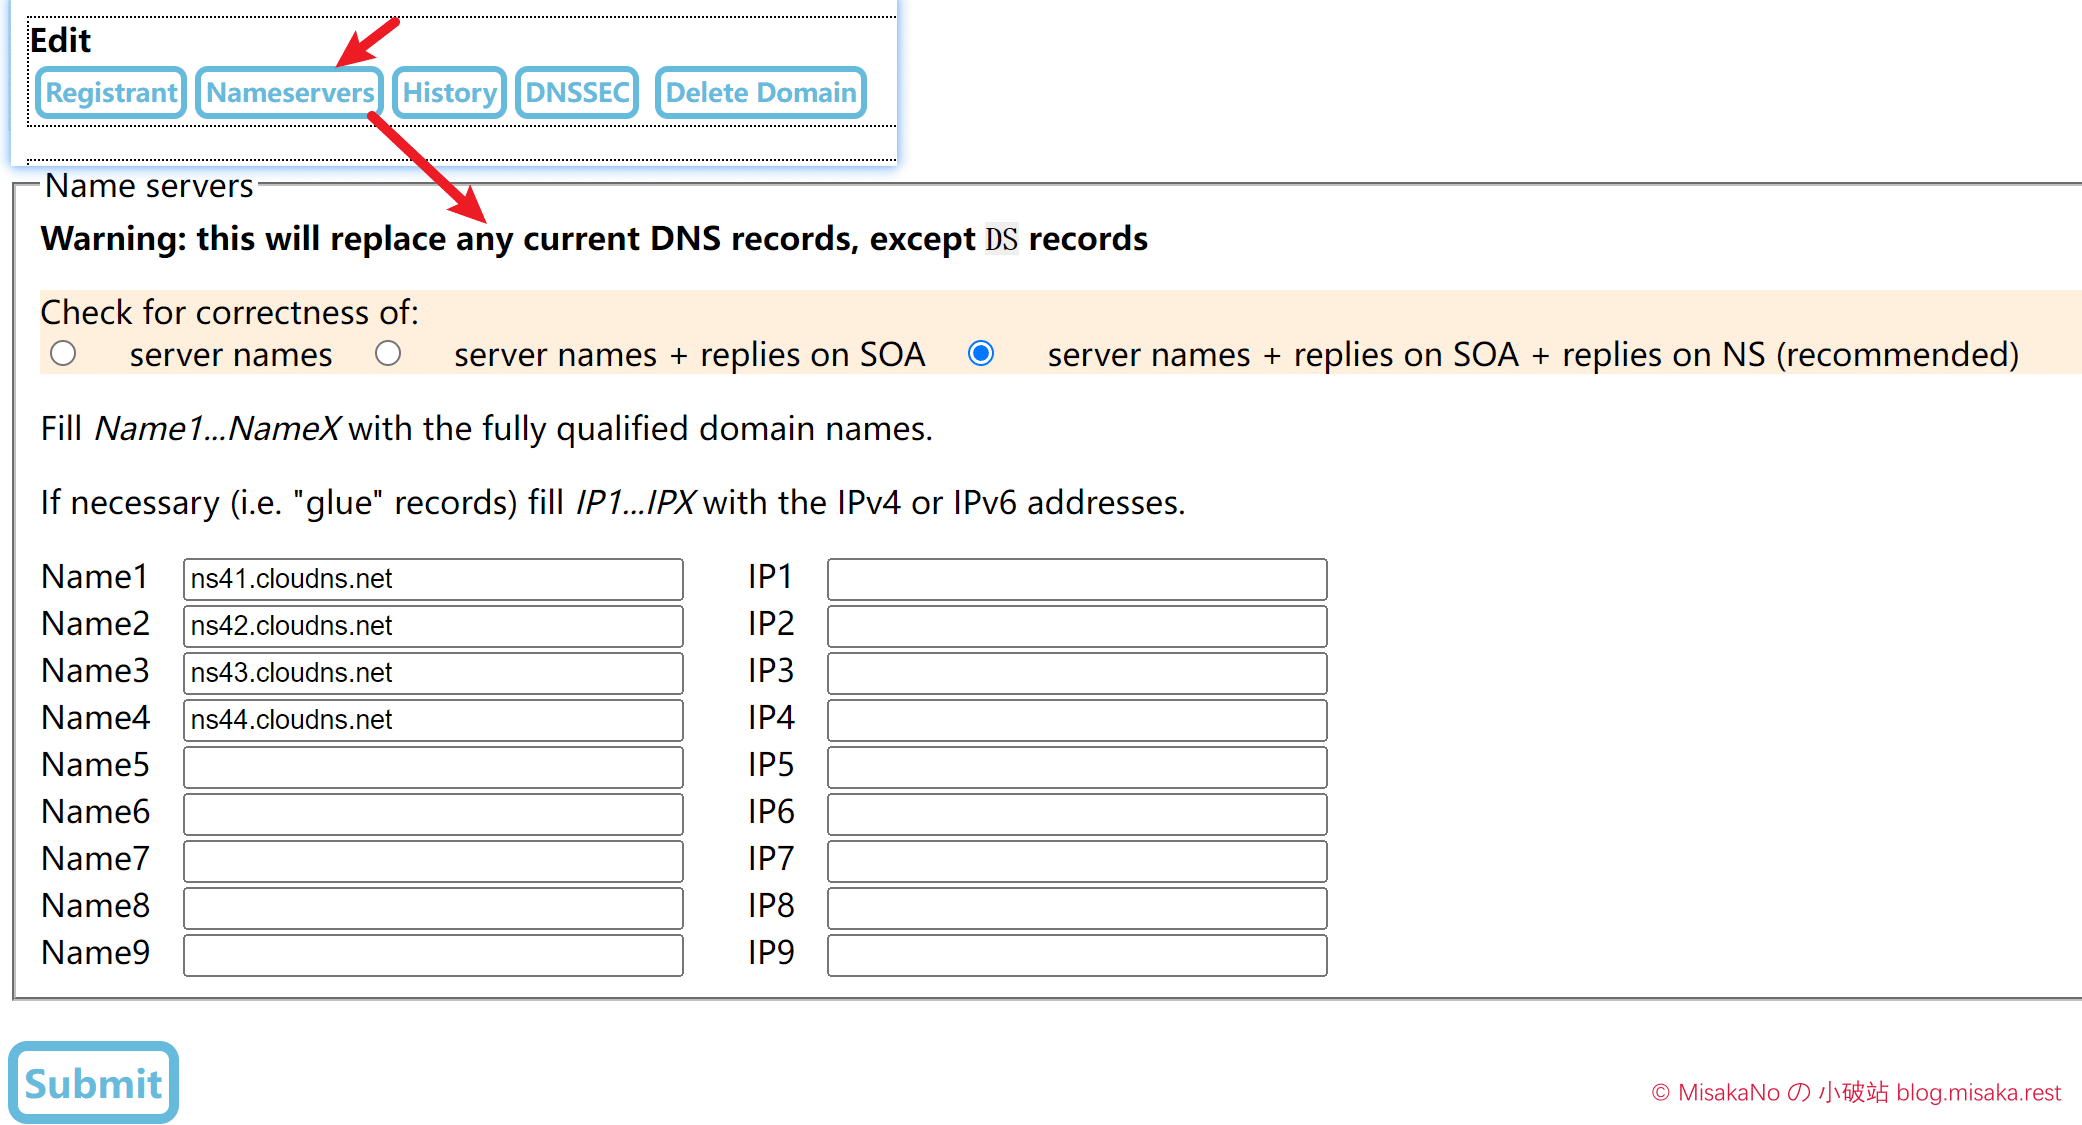 Edit
Registrant Nameservers History DNSSEC Delete Domain
Name servers
Warning: this will replace any current DNS records, except DS records
Check for correctness of:
server names server names + replies on SOA server names + replies on SOA + replies on NS (recommended)
Fill Name1...NameX with the fully qualified domain names.
If necessary (i.e. "glue" records) fill IP1...IPX with the IPv4 or IPv6 addresses.
Name1 ns41.cloudns.net IP1
Name2 ns42.cloudns.net IP2
Name3 ns43.cloudns.net IP3
Name4 ns44.cloudns.net IP4
Name5 IP5
Name6 IP6
Name7 IP7
Name8 IP8
Name9 IP9
Submit
© MisakaNo の 小破站 blog.misaka.rest